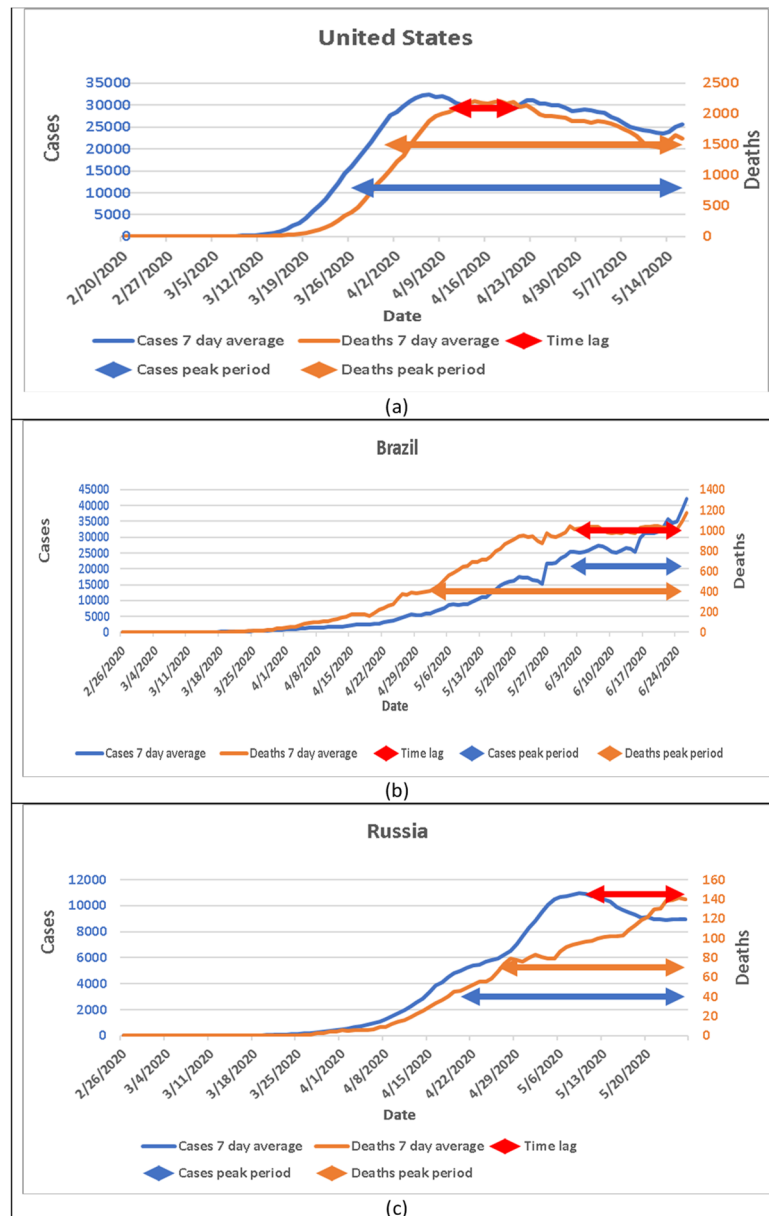 United States
35000
30000
25000
20000
15000
10000
5000
0
Cases
2500
2000
1500
1000
500
0
Deaths
2/20/2020 2/27/2020 3/5/2020 3/12/2020 3/19/2020 3/26/2020 4/2/2020 4/9/2020 4/16/2020 4/23/2020 4/30/2020 5/7/2020 5/14/2020
Date
Cases 7 day average Deaths 7 day average Time lag
Cases peak period Deaths peak period
(a)
Brazil
45000
40000
35000
30000
25000
20000
15000
10000
5000
0
Cases
1400
1200
1000
800
600
400
200
0
Deaths
2/26/2020 3/4/2020 3/11/2020 3/18/2020 3/25/2020 4/1/2020 4/8/2020 4/15/2020 4/22/2020 4/29/2020 5/6/2020 5/13/2020 5/20/2020 5/27/2020 6/3/2020 6/10/2020 6/17/2020 6/24/2020
Date
Cases 7 day average Deaths 7 day average Time lag Cases peak period Deaths peak period
(b)
Russia
12000
10000
8000
6000
4000
2000
0
Cases
160
140
120
100
80
60
40
20
0
Deaths
2/26/2020 3/4/2020 3/11/2020 3/18/2020 3/25/2020 4/1/2020 4/8/2020 4/15/2020 4/22/2020 4/29/2020 5/6/2020 5/13/2020 5/20/2020
Date
Cases 7 day average Deaths 7 day average Time lag
Cases peak period Deaths peak period
(c)